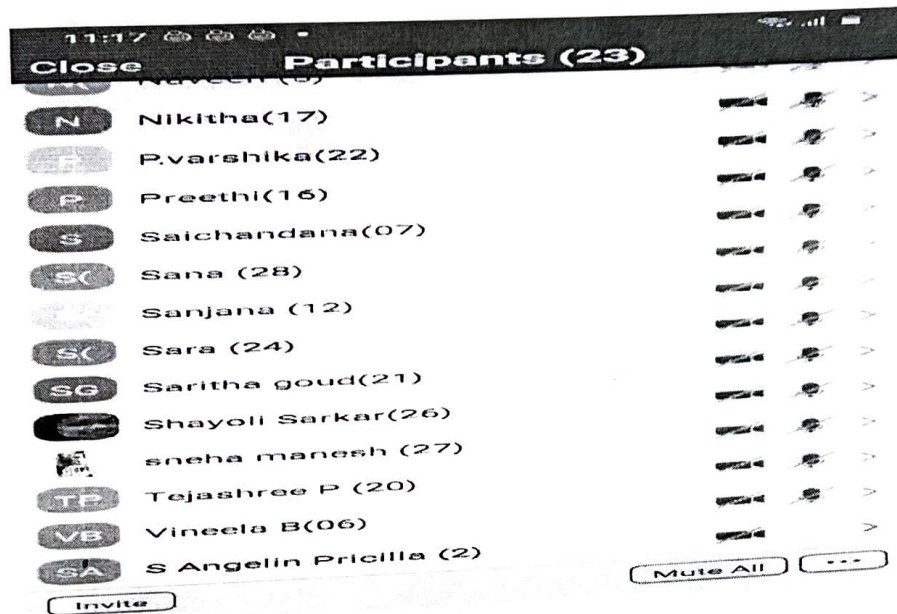 11:17
Close Participants (23)
Naveen (5)
N Nikitha(17)
P P.varshika(22)
P Preethi(16)
S Saichandana(07)
S( Sana (28)
Sanjana (12)
S( Sara (24)
SG Saritha goud(21)
Shayoli Sarkar(26)
sneha manesh (27)
TP Tejashree P (20)
VB Vineela B(06)
SA S Angelin Pricilla (2)
Invite Mute All ...